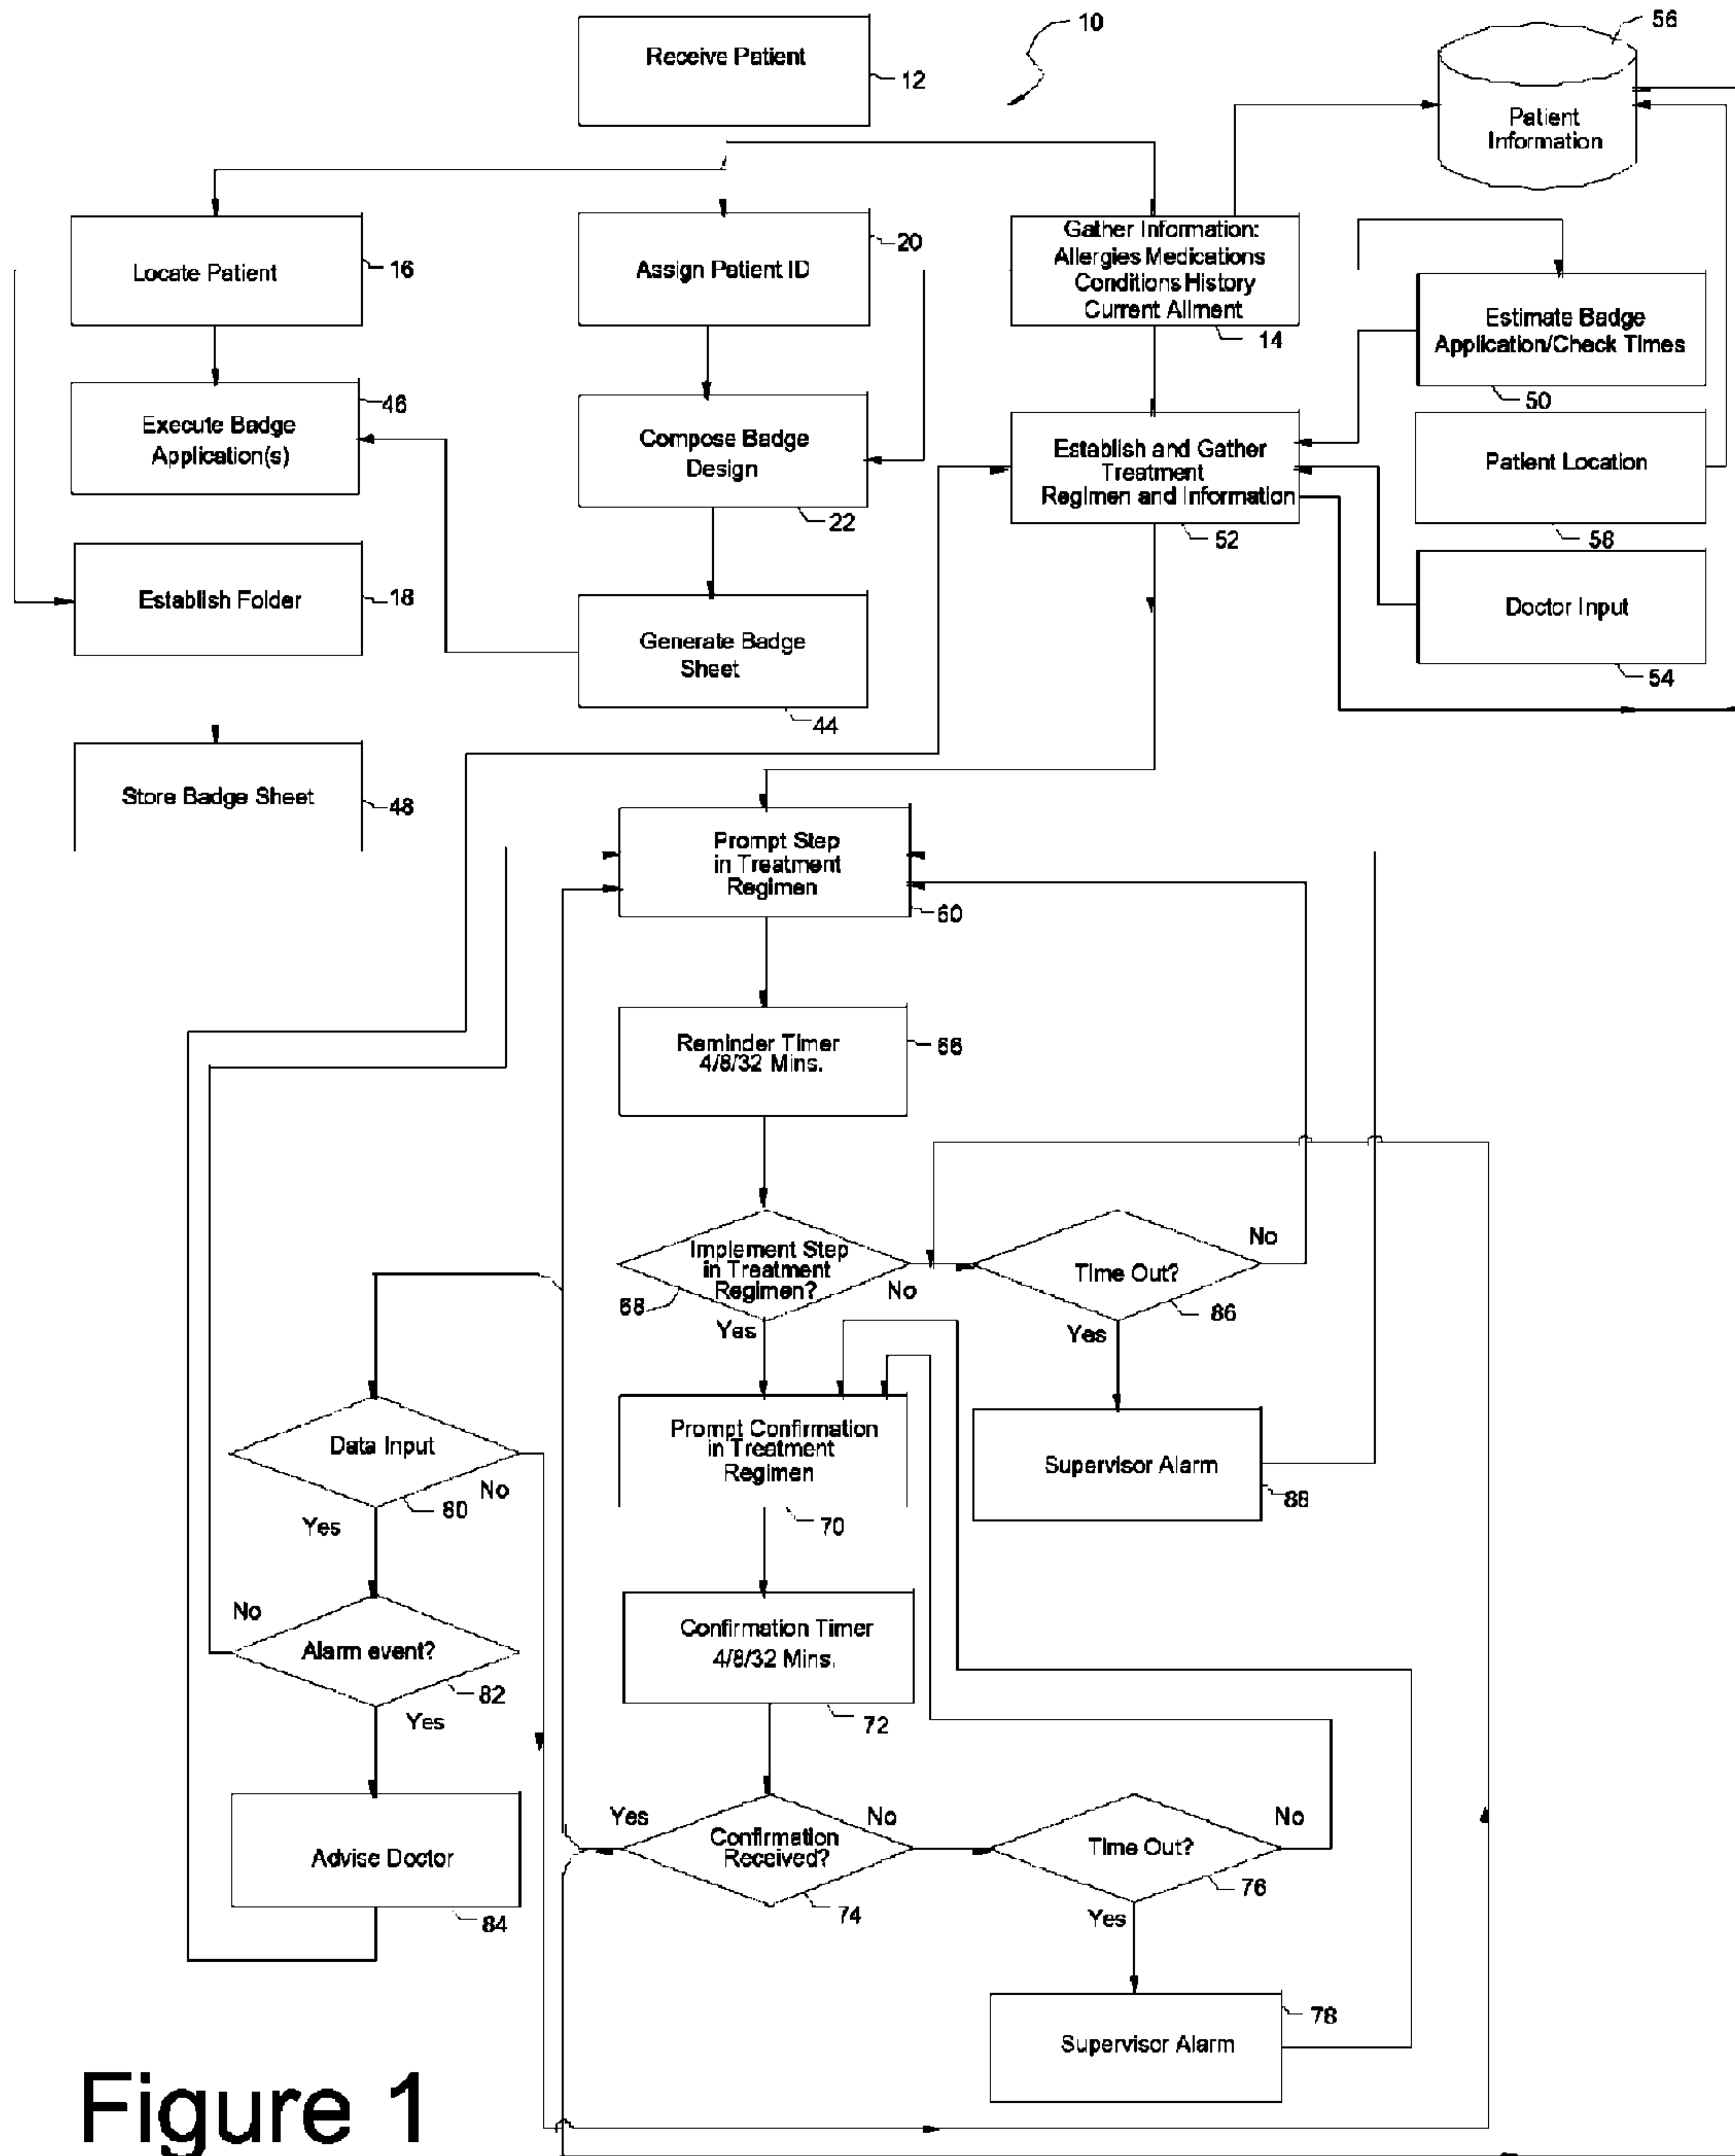 10
56
Receive Patient
12
Patient
Information
Locate Patient
16
Assign Patient ID
20
Gather Information:
Allergies Medications
Conditions History
Current Allment
14
Estimate Badge
Application/Check Times
50
Execute Badge
Application(s)
46
Compose Badge
Design
22
Establish and Gather
Treatment
Regimen and Information
52
Patient Location
58
Establish Folder
18
Generate Badge
Sheet
44
Doctor Input
54
Store Badge Sheet
48
Prompt Step
in Treatment
Regimen
60
Reminder Timer
4/8/32 Mins.
66
Implement Step
in Treatment
Regimen?
68
No
Yes
Time Out?
No
86
Yes
Data Input
No
80
Yes
Prompt Confirmation
in Treatment
Regimen
70
Supervisor Alarm
88
No
Alarm event?
82
Yes
Confirmation Timer
4/8/32 Mins.
72
Advise Doctor
84
Yes
Confirmation
Received?
No
74
Time Out?
No
76
Yes
Supervisor Alarm
78
Figure 1